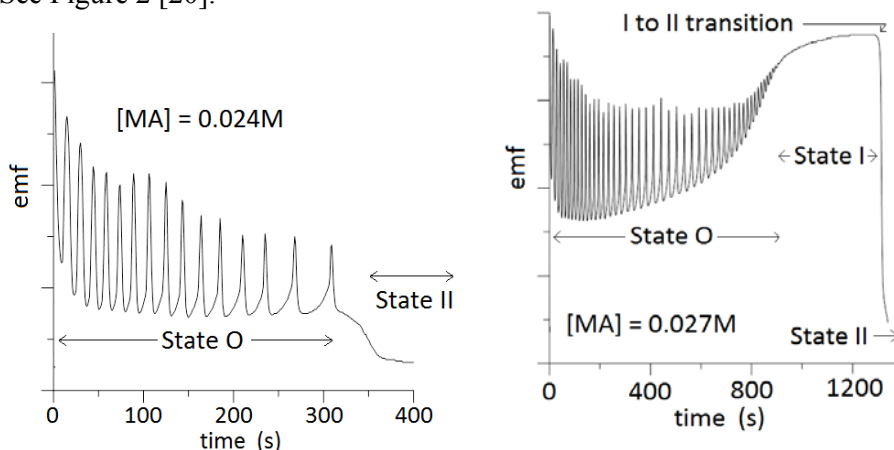 See Figure 2 [20].
[MA] = 0.024M
emf
State II
State O
0 100 200 300 400
time (s)
I to II transition
emf
State I
State O
[MA] = 0.027M
State II
0 400 800 1200
time (s)